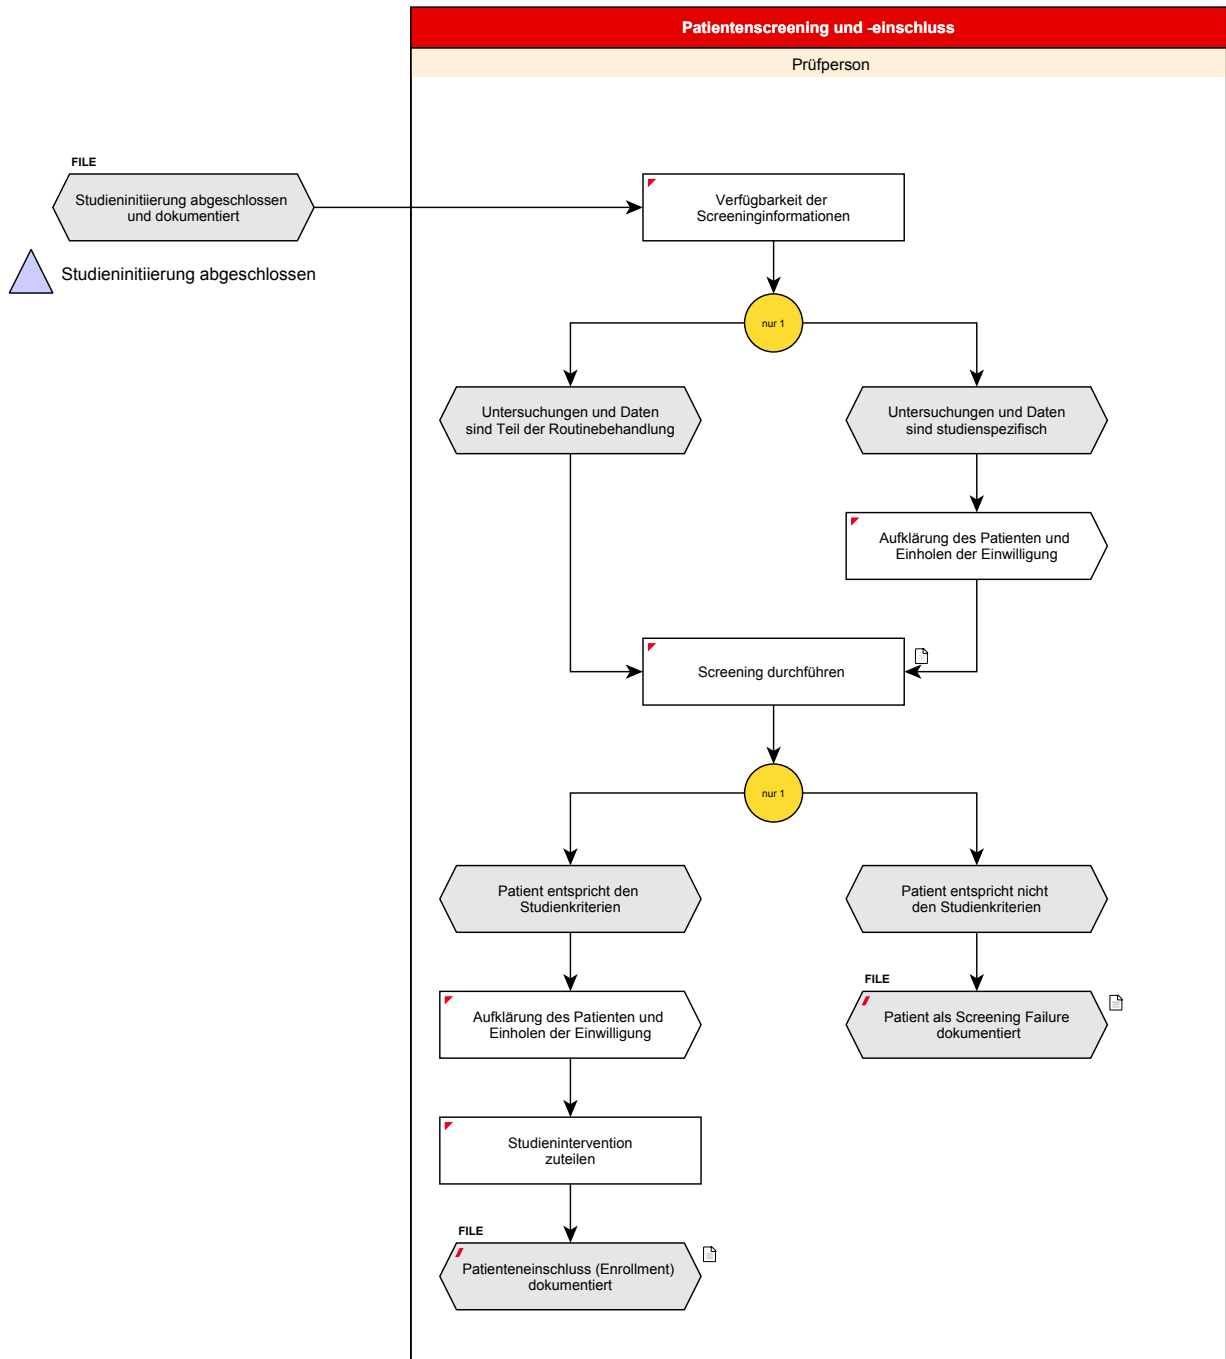 Patientenscreening und -einschluss
Prüfperson
FILE
Studieninitiierung abgeschlossen
und dokumentiert
Verfügbarkeit der
Screeninginformationen
Studieninitiierung abgeschlossen
nur 1
Untersuchungen und Daten
sind Teil der Routinebehandlung
Untersuchungen und Daten
sind studienspezifisch
Aufklärung des Patienten und
Einholen der Einwilligung
Screening durchführen
nur 1
Patient entspricht den
Studienkriterien
Patient entspricht nicht
den Studienkriterien
Aufklärung des Patienten und
Einholen der Einwilligung
FILE
Patient als Screening Failure
dokumentiert
Studienintervention
zuteilen
FILE
Patienteneinschluss (Enrollment)
dokumentiert